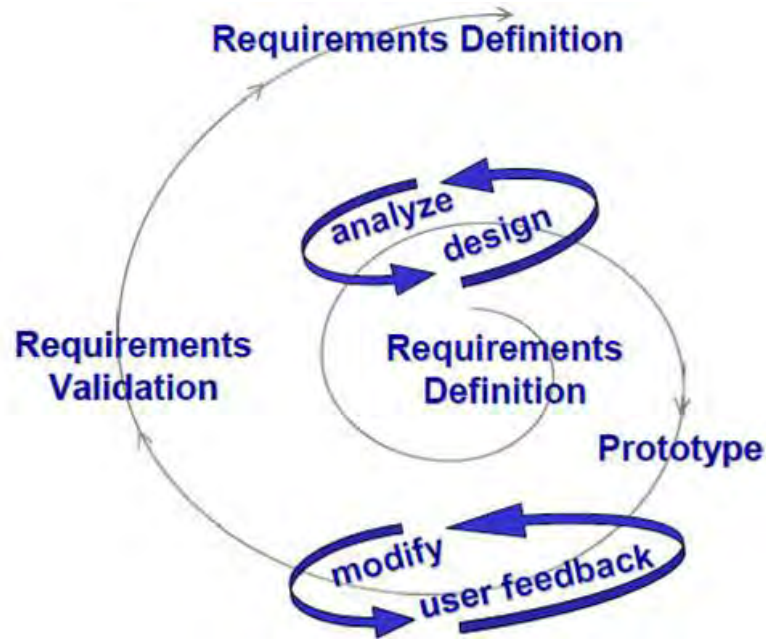 Requirements Definition
analyze
design
Requirements
Validation
Requirements
Definition
Prototype
modify
user feedback